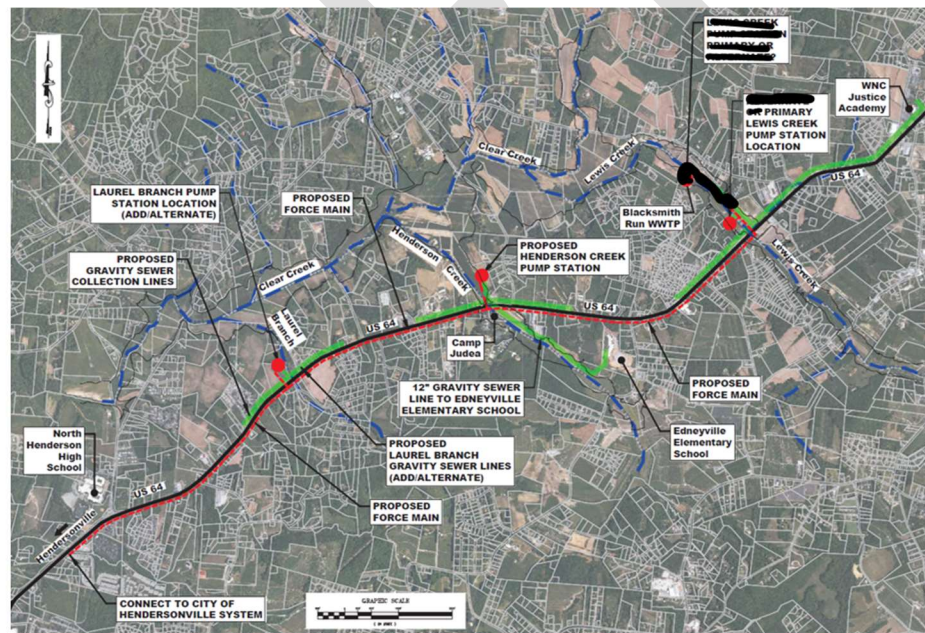 WNC
Justice
Academy
PRIMARY
LEWIS CREEK
PUMP STATION
LOCATION
US 64
Clear Creek
Lewis Creek
LAUREL BRANCH PUMP
STATION LOCATION
(ADD/ALTERNATE)
PROPOSED
FORCE MAIN
Blacksmith
Run WWTP
Henderson
Creek
PROPOSED
HENDERSON CREEK
PUMP STATION
Lewis Creek
PROPOSED
GRAVITY SEWER
COLLECTION LINES
Clear Creek
Laurel
Branch
US 64
US 64
Camp
Judea
12" GRAVITY SEWER
LINE TO EDNEYVILLE
ELEMENTARY SCHOOL
PROPOSED
FORCE MAIN
Edneyville
Elementary
School
North
Henderson
High
School
PROPOSED
LAUREL BRANCH
GRAVITY SEWER LINES
(ADD/ALTERNATE)
US 64
PROPOSED
FORCE MAIN
Hendersonville
CONNECT TO CITY OF
HENDERSONVILLE SYSTEM
GRAPHIC SCALE